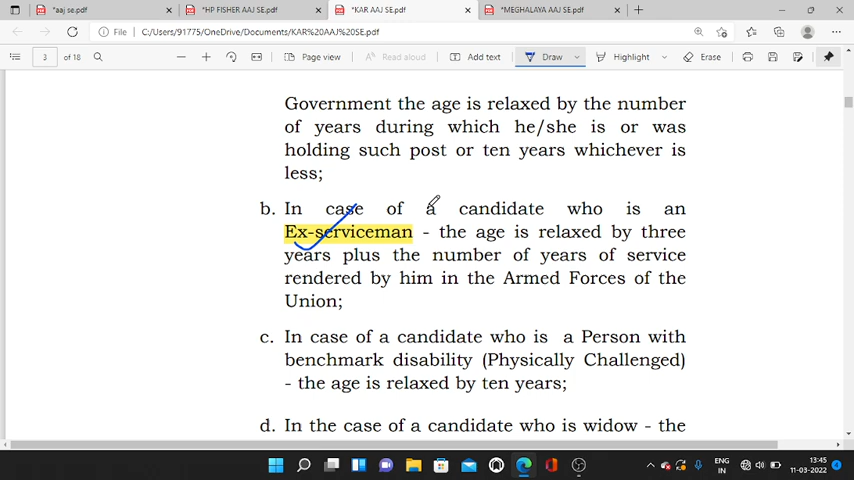 *aaj se.pdf
*HP FISHER AAJ SE.pdf
*KAR AAJ SE.pdf
*MEGHALAYA AAJ SE.pdf
File
C:/Users/91775/OneDrive/Documents/KAR%20AAJ%20SE.pdf
3 of 18
Page view
Read aloud
Add text
Draw
Highlight
Erase
Government the age is relaxed by the number
of years during which he/she is or was
holding such post or ten years whichever is
less;
b. In case of a candidate who is an
Ex-serviceman - the age is relaxed by three
years plus the number of years of service
rendered by him in the Armed Forces of the
Union;
c. In case of a candidate who is a Person with
benchmark disability (Physically Challenged)
- the age is relaxed by ten years;
d. In the case of a candidate who is widow - the
ENG
IN
13:45
11-03-2022
4